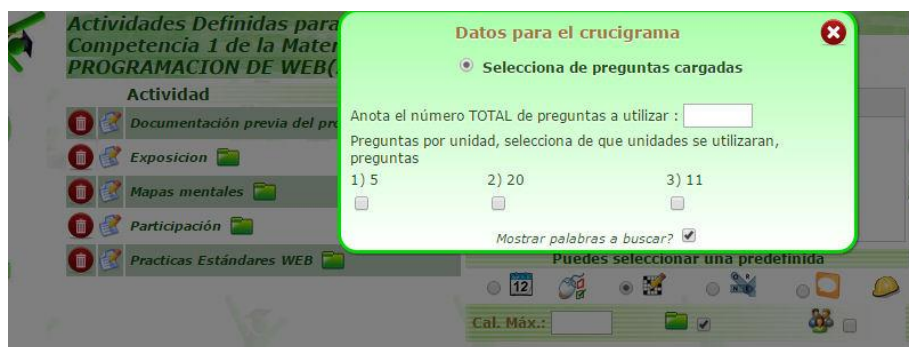 Actividades Definidas para
Competencia 1 de la Mater
PROGRAMACION DE WEB(
Actividad
Documentación previa del pro
Exposicion
Mapas mentales
Participación
Practicas Estándares WEB
Datos para el crucigrama
Selecciona de preguntas cargadas
Anota el número TOTAL de preguntas a utilizar :
Preguntas por unidad, selecciona de que unidades se utilizaran,
preguntas
1) 5 2) 20 3) 11
Mostrar palabras a buscar?
Puedes seleccionar una predefinida
12
Cal. Máx.: